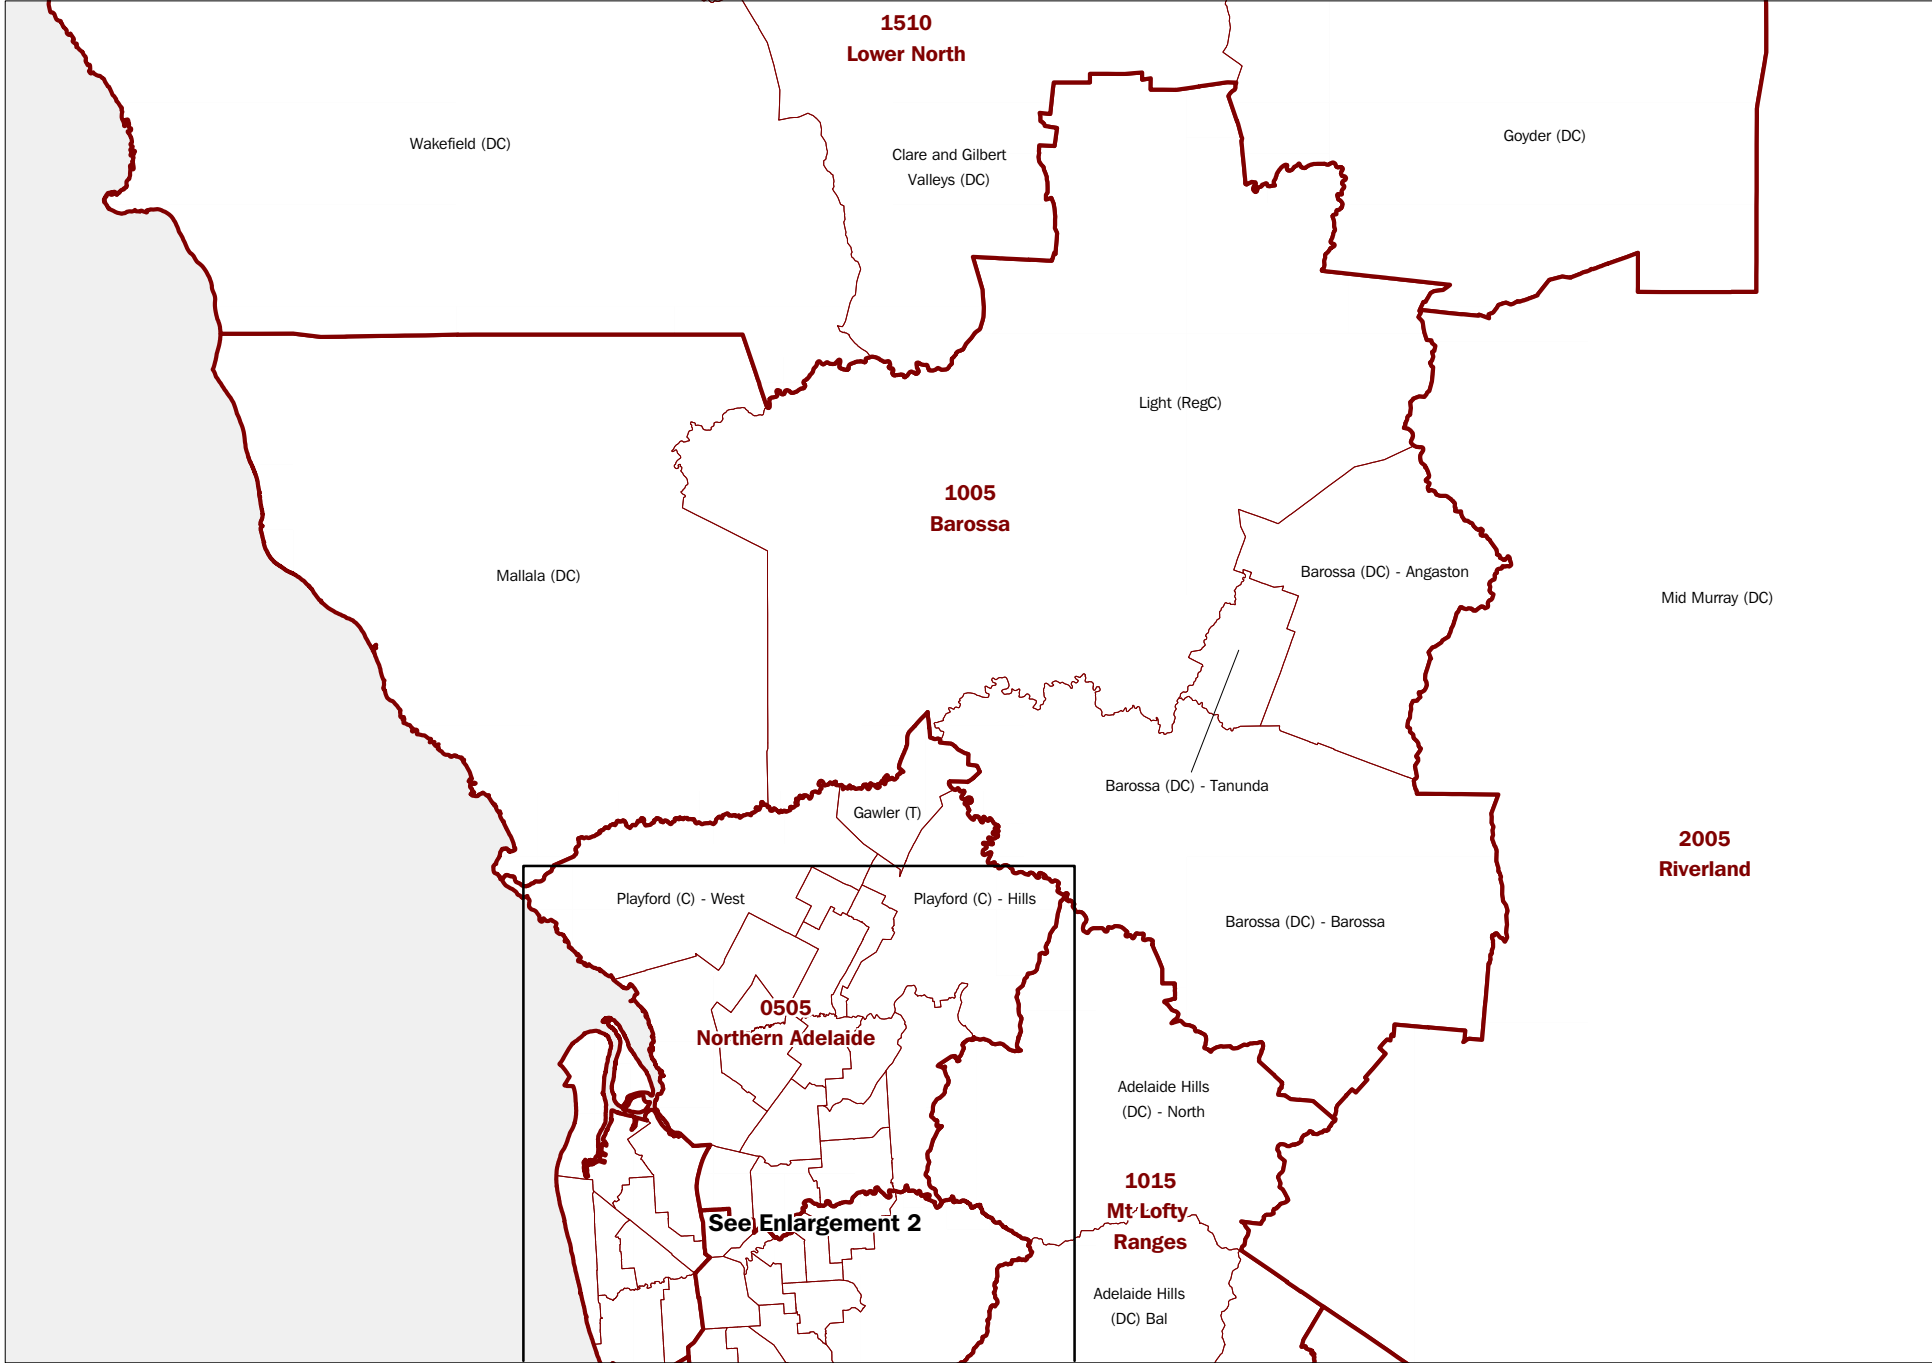 1510
Lower North
Wakefield (DC)
Clare and Gilbert
Valleys (DC)
Goyder (DC)
Light (RegC)
1005
Barossa
Mallala (DC)
Barossa (DC) - Angaston
Mid Murray (DC)
Barossa (DC) - Tanunda
Gawler (T)
2005
Riverland
Playford (C) - West
Playford (C) - Hills
Barossa (DC) - Barossa
0505
Northern Adelaide
Adelaide Hills
(DC) - North
1015
Mt Lofty
Ranges
See Enlargement 2
Adelaide Hills
(DC) Bal